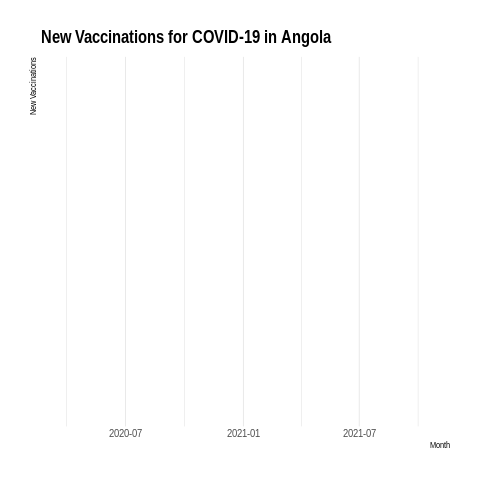 New Vaccinations for COVID-19 in Angola
New Vaccinations
2020-07
2021-01
2021-07
Month